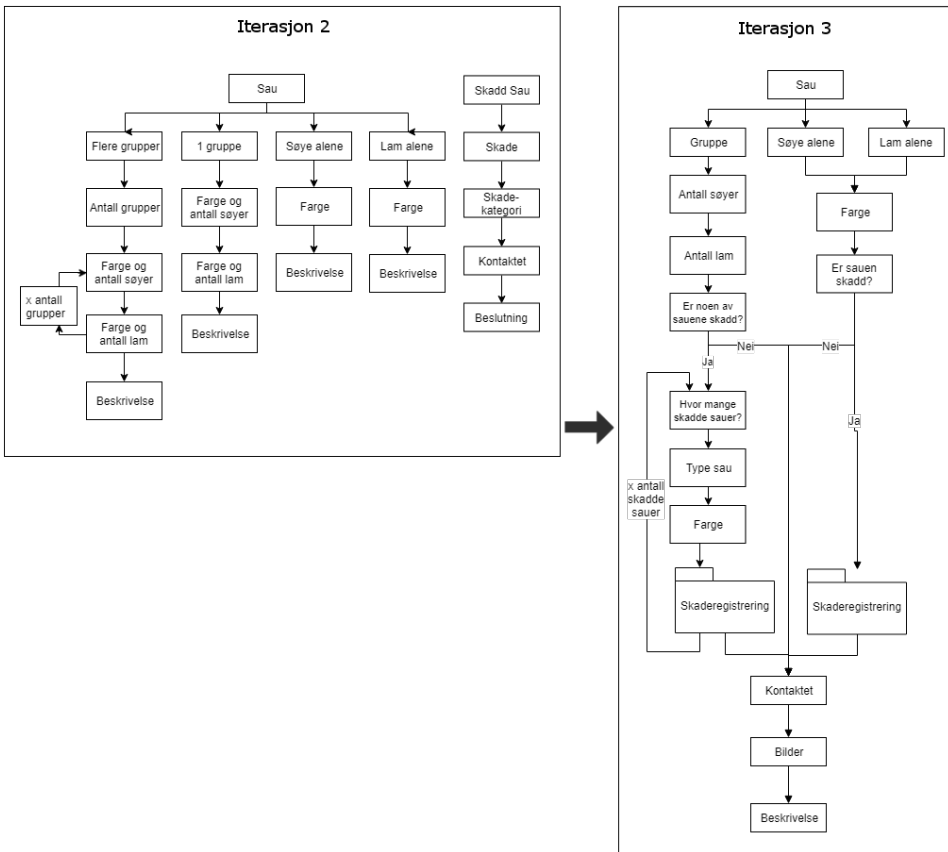 Iterasjon 2
Sau
Skadd Sau
Flere grupper
1 gruppe
Søye alene
Lam alene
Skade
Antall grupper
Farge og
antall søyer
Farge
Farge
Skade-
kategori
Farge og
antall søyer
Farge og
antall lam
Beskrivelse
Beskrivelse
Kontaktet
x antall
grupper
Farge og
antall lam
Beskrivelse
Beslutning
Beskrivelse
Iterasjon 3
Sau
Gruppe
Søye alene
Lam alene
Antall søyer
Farge
Antall lam
Er sauen
skadd?
Er noen av
sauene skadd?
Nei
Nei
Ja
Hvor mange
skadde sauer?
Ja
Type sau
x antall
skadde
sauer
Farge
Skaderegistrering
Skaderegistrering
Kontaktet
Bilder
Beskrivelse